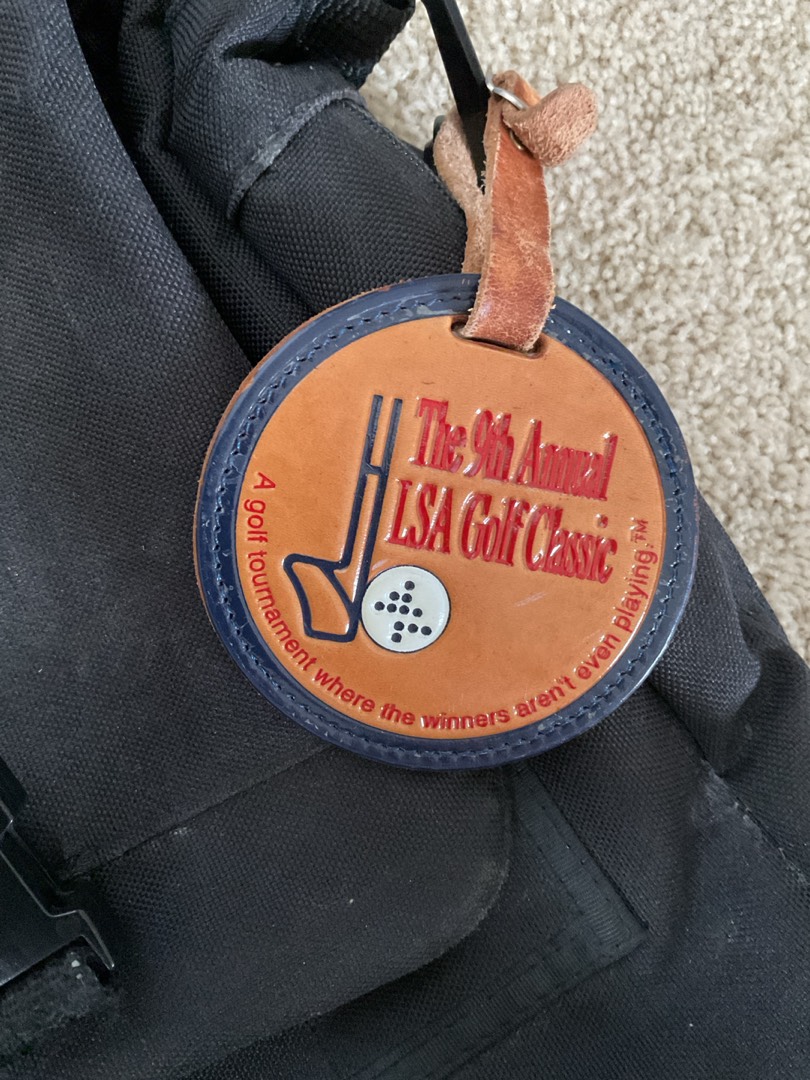 The 9th Annual
LSA Golf Classic
A golf tournament where the winners aren't even playing.™